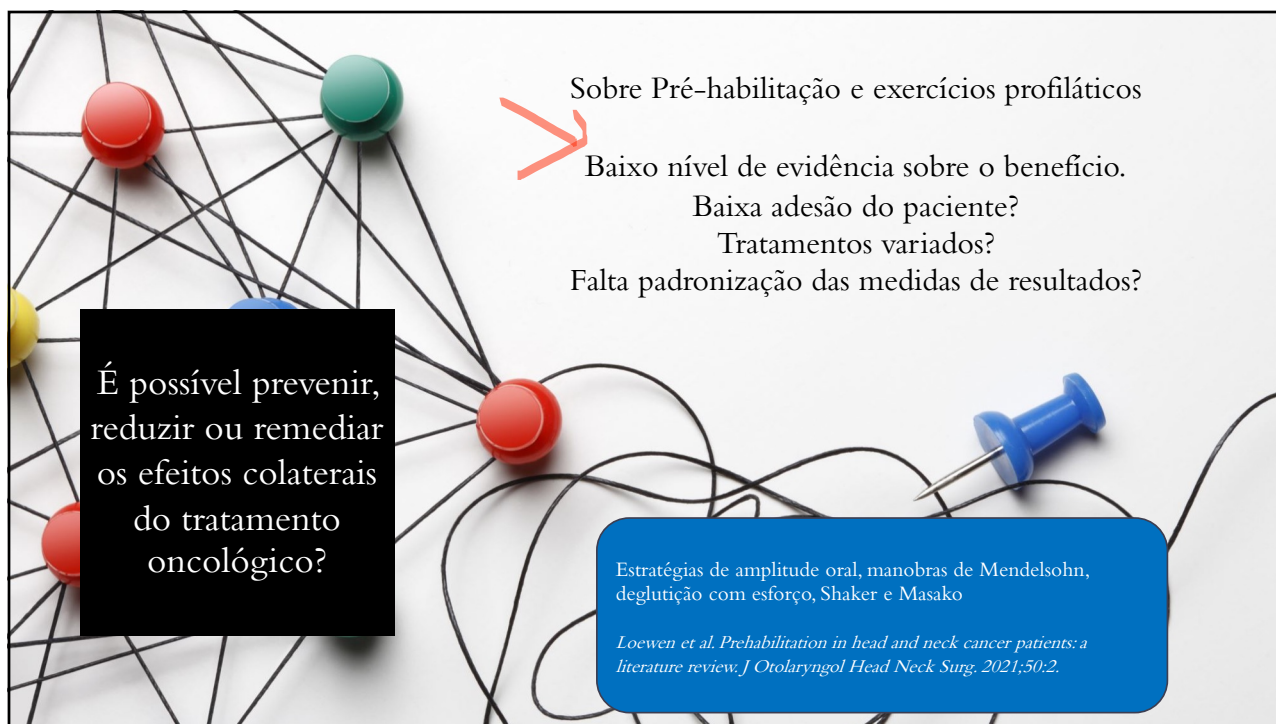 Sobre Pré-habilitação e exercícios profiláticos
Baixo nível de evidência sobre o benefício.
Baixa adesão do paciente?
Tratamentos variados?
Falta padronização das medidas de resultados?
É possível prevenir,
reduzir ou remediar
os efeitos colaterais
do tratamento
oncológico?
Estratégias de amplitude oral, manobras de Mendelsohn,
deglutição com esforço, Shaker e Masako
Loewen et al. Prehabilitation in head and neck cancer patients: a
literature review. J Otolaryngol Head Neck Surg. 2021;50:2.